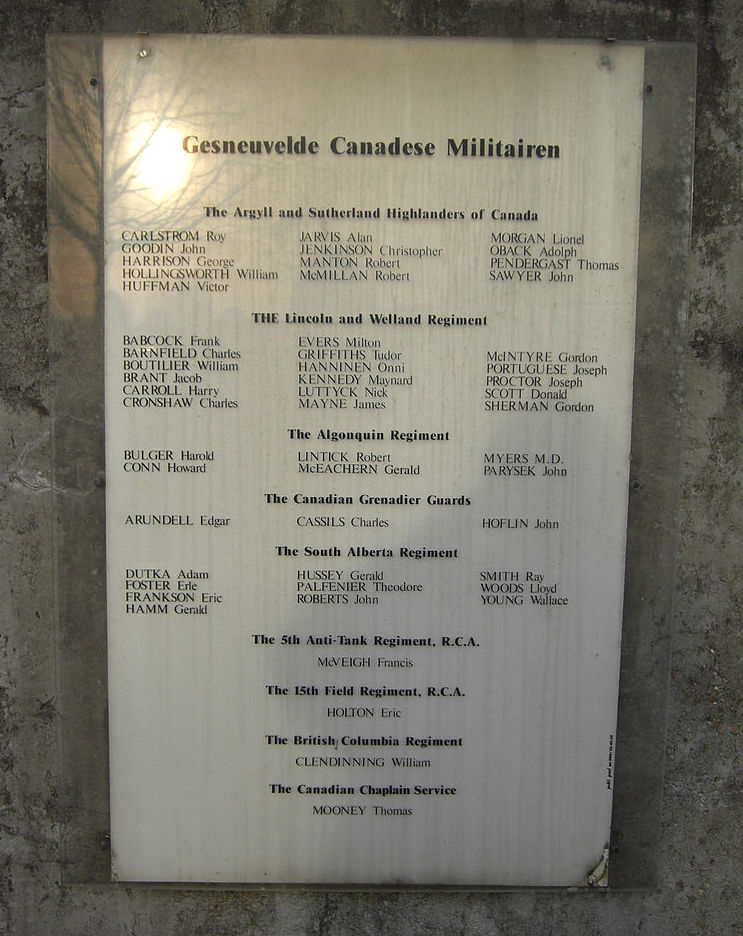 Gesneuvelde Canadese Militairen
The Argyll and Sutherland Highlanders of Canada
CARLSTROM Roy JARVIS Alan MORGAN Lionel
GOODIN John JENKINSON Christopher OBACK Adolph
HARRISON George MANTON Robert PENDERGAST Thomas
HOLLINGSWORTH William McMILLAN Robert SAWYER John
HUFFMAN Victor
THE Lincoln and Welland Regiment
BABCOCK Frank EVERS Milton
BARNFIELD Charles GRIFFITHS Tudor McINTYRE Gordon
BOUTILIER William HANNINEN Onni PORTUGUESE Joseph
BRANT Jacob KENNEDY Maynard PROCTOR Joseph
CARROLL Harry LUTTYCK Nick SCOTT Donald
CRONSHAW Charles MAYNE James SHERMAN Gordon
The Algonquin Regiment
BULGER Harold LINTICK Robert MYERS M.D.
CONN Howard McEACHERN Gerald PARYSEK John
The Canadian Grenadier Guards
ARUNDELL Edgar CASSILS Charles HOFLIN John
The South Alberta Regiment
DUTKA Adam HUSSEY Gerald SMITH Ray
FOSTER Erle PALFENIER Theodore WOODS Lloyd
FRANKSON Eric ROBERTS John YOUNG Wallace
HAMM Gerald
The 5th Anti-Tank Regiment, R.C.A.
McVEIGH Francis
The 15th Field Regiment, R.C.A.
HOLTON Eric
The British Columbia Regiment
CLENDINNING William
The Canadian Chaplain Service
MOONEY Thomas